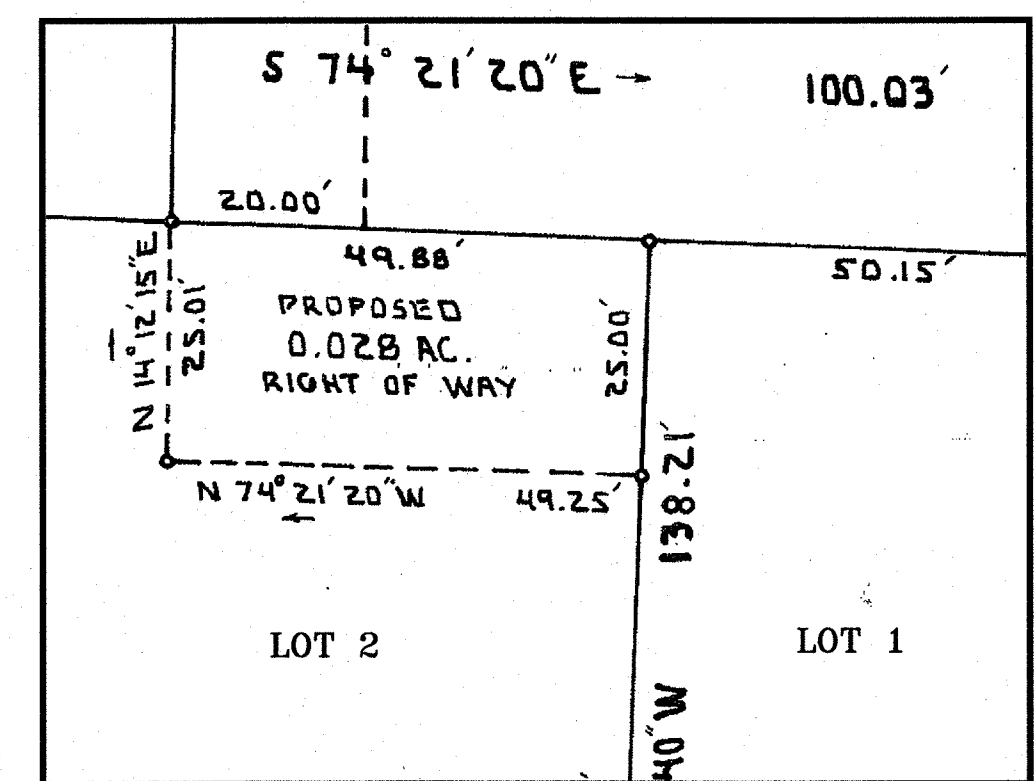 S 74° 21' 20" E → 100.03'
20.00'
49.88'
50.15'
N 14° 12' 15" E
25.01'
PROPOSED
0.028 AC.
RIGHT OF WAY
25.00'
N 74° 21' 20" W
49.25'
138.21'
LOT 2
LOT 1
40" W